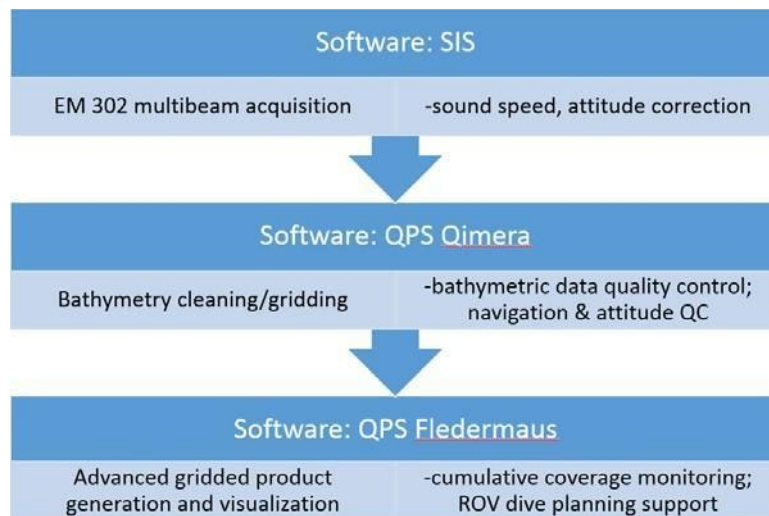 Software: SIS
EM 302 multibeam acquisition
-sound speed, attitude correction
Software: QPS Qimera
Bathymetry cleaning/gridding
-bathymetric data quality control;
navigation & attitude QC
Software: QPS Fledermaus
Advanced gridded product
generation and visualization
-cumulative coverage monitoring;
ROV dive planning support